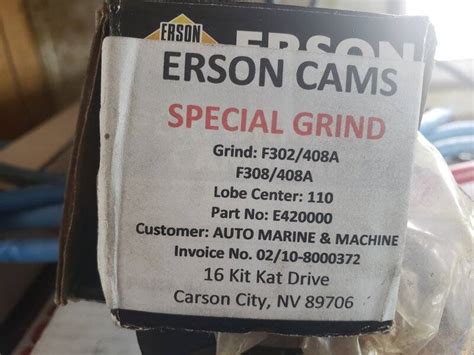 ERSON ERSON
ERSON CAMS
SPECIAL GRIND
Grind: F302/408A
F308/408A
Lobe Center: 110
Part No: E420000
Customer: AUTO MARINE & MACHINE
Invoice No. 02/10-8000372
16 Kit Kat Drive
Carson City, NV 89706